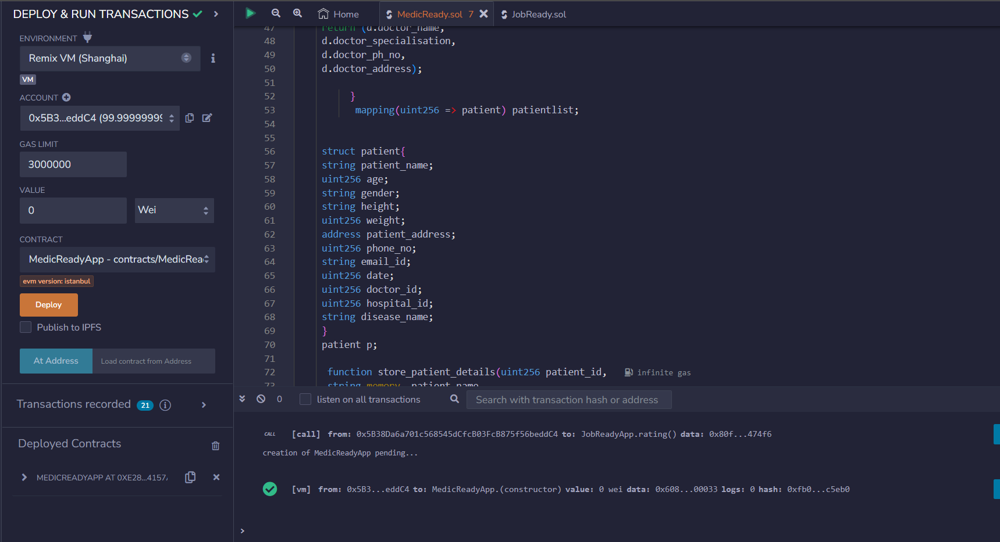 DEPLOY & RUN TRANSACTIONS
ENVIRONMENT
Remix VM (Shanghai)
VM
ACCOUNT
0x5B3...eddC4 (99.99999999
GAS LIMIT
3000000
VALUE
0
Wei
CONTRACT
MedicReadyApp - contracts/MedicRea
evm version: istanbul
Deploy
Publish to IPFS
At Address
Load contract from Address
Transactions recorded 21
Deployed Contracts
MEDICREADYAPP AT 0XE28...4157
Home
MedicReady.sol 7
JobReady.sol
47 return (d.doctor_name,
48 d.doctor_specialisation,
49 d.doctor_ph_no,
50 d.doctor_address);
51
52 }
53 mapping(uint256 => patient) patientlist;
54
55
56 struct patient{
57 string patient_name;
58 uint256 age;
59 string gender;
60 string height;
61 uint256 weight;
62 address patient_address;
63 uint256 phone_no;
64 string email_id;
65 uint256 date;
66 uint256 doctor_id;
67 uint256 hospital_id;
68 string disease_name;
69 }
70 patient p;
71
72 function store_patient_details(uint256 patient_id, infinite gas
73 string memory patient_name
0
listen on all transactions
Search with transaction hash or address
CALL [call] from: 0x5B38Da6a701c568545dCfcB03FcB875f56beddC4 to: JobReadyApp.rating() data: 0x80f...474f6
creation of MedicReadyApp pending...
[vm] from: 0x5B3...eddC4 to: MedicReadyApp.(constructor) value: 0 wei data: 0x608...00033 logs: 0 hash: 0xfb0...c5eb0
>